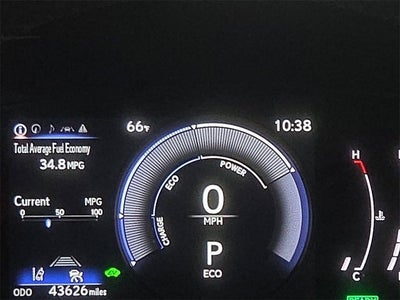 66°F
10:38
Total Average Fuel Economy
34.8 MPG
Current MPG
0 50 100
ODO 43626 miles
CHARGE
ECO
POWER
0
MPH
P
ECO
H
C
READY